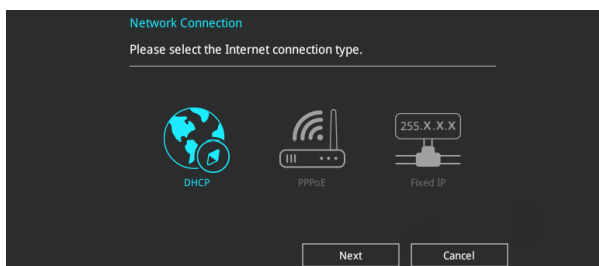 Network Connection
Please select the Internet connection type.
255.X.X.X
DHCP
PPPoE
Fixed IP
Next
Cancel